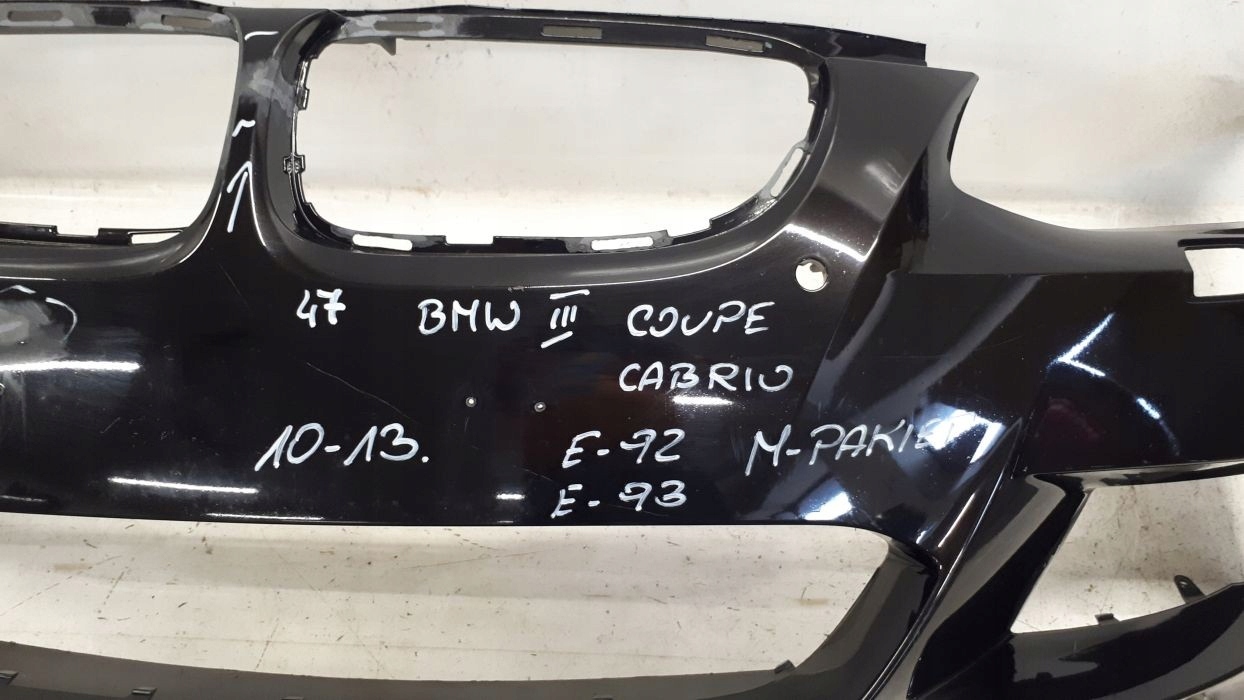 47 BMW III COUPE
CABRIO
10-13. E-92 M-PAKIET
E-93